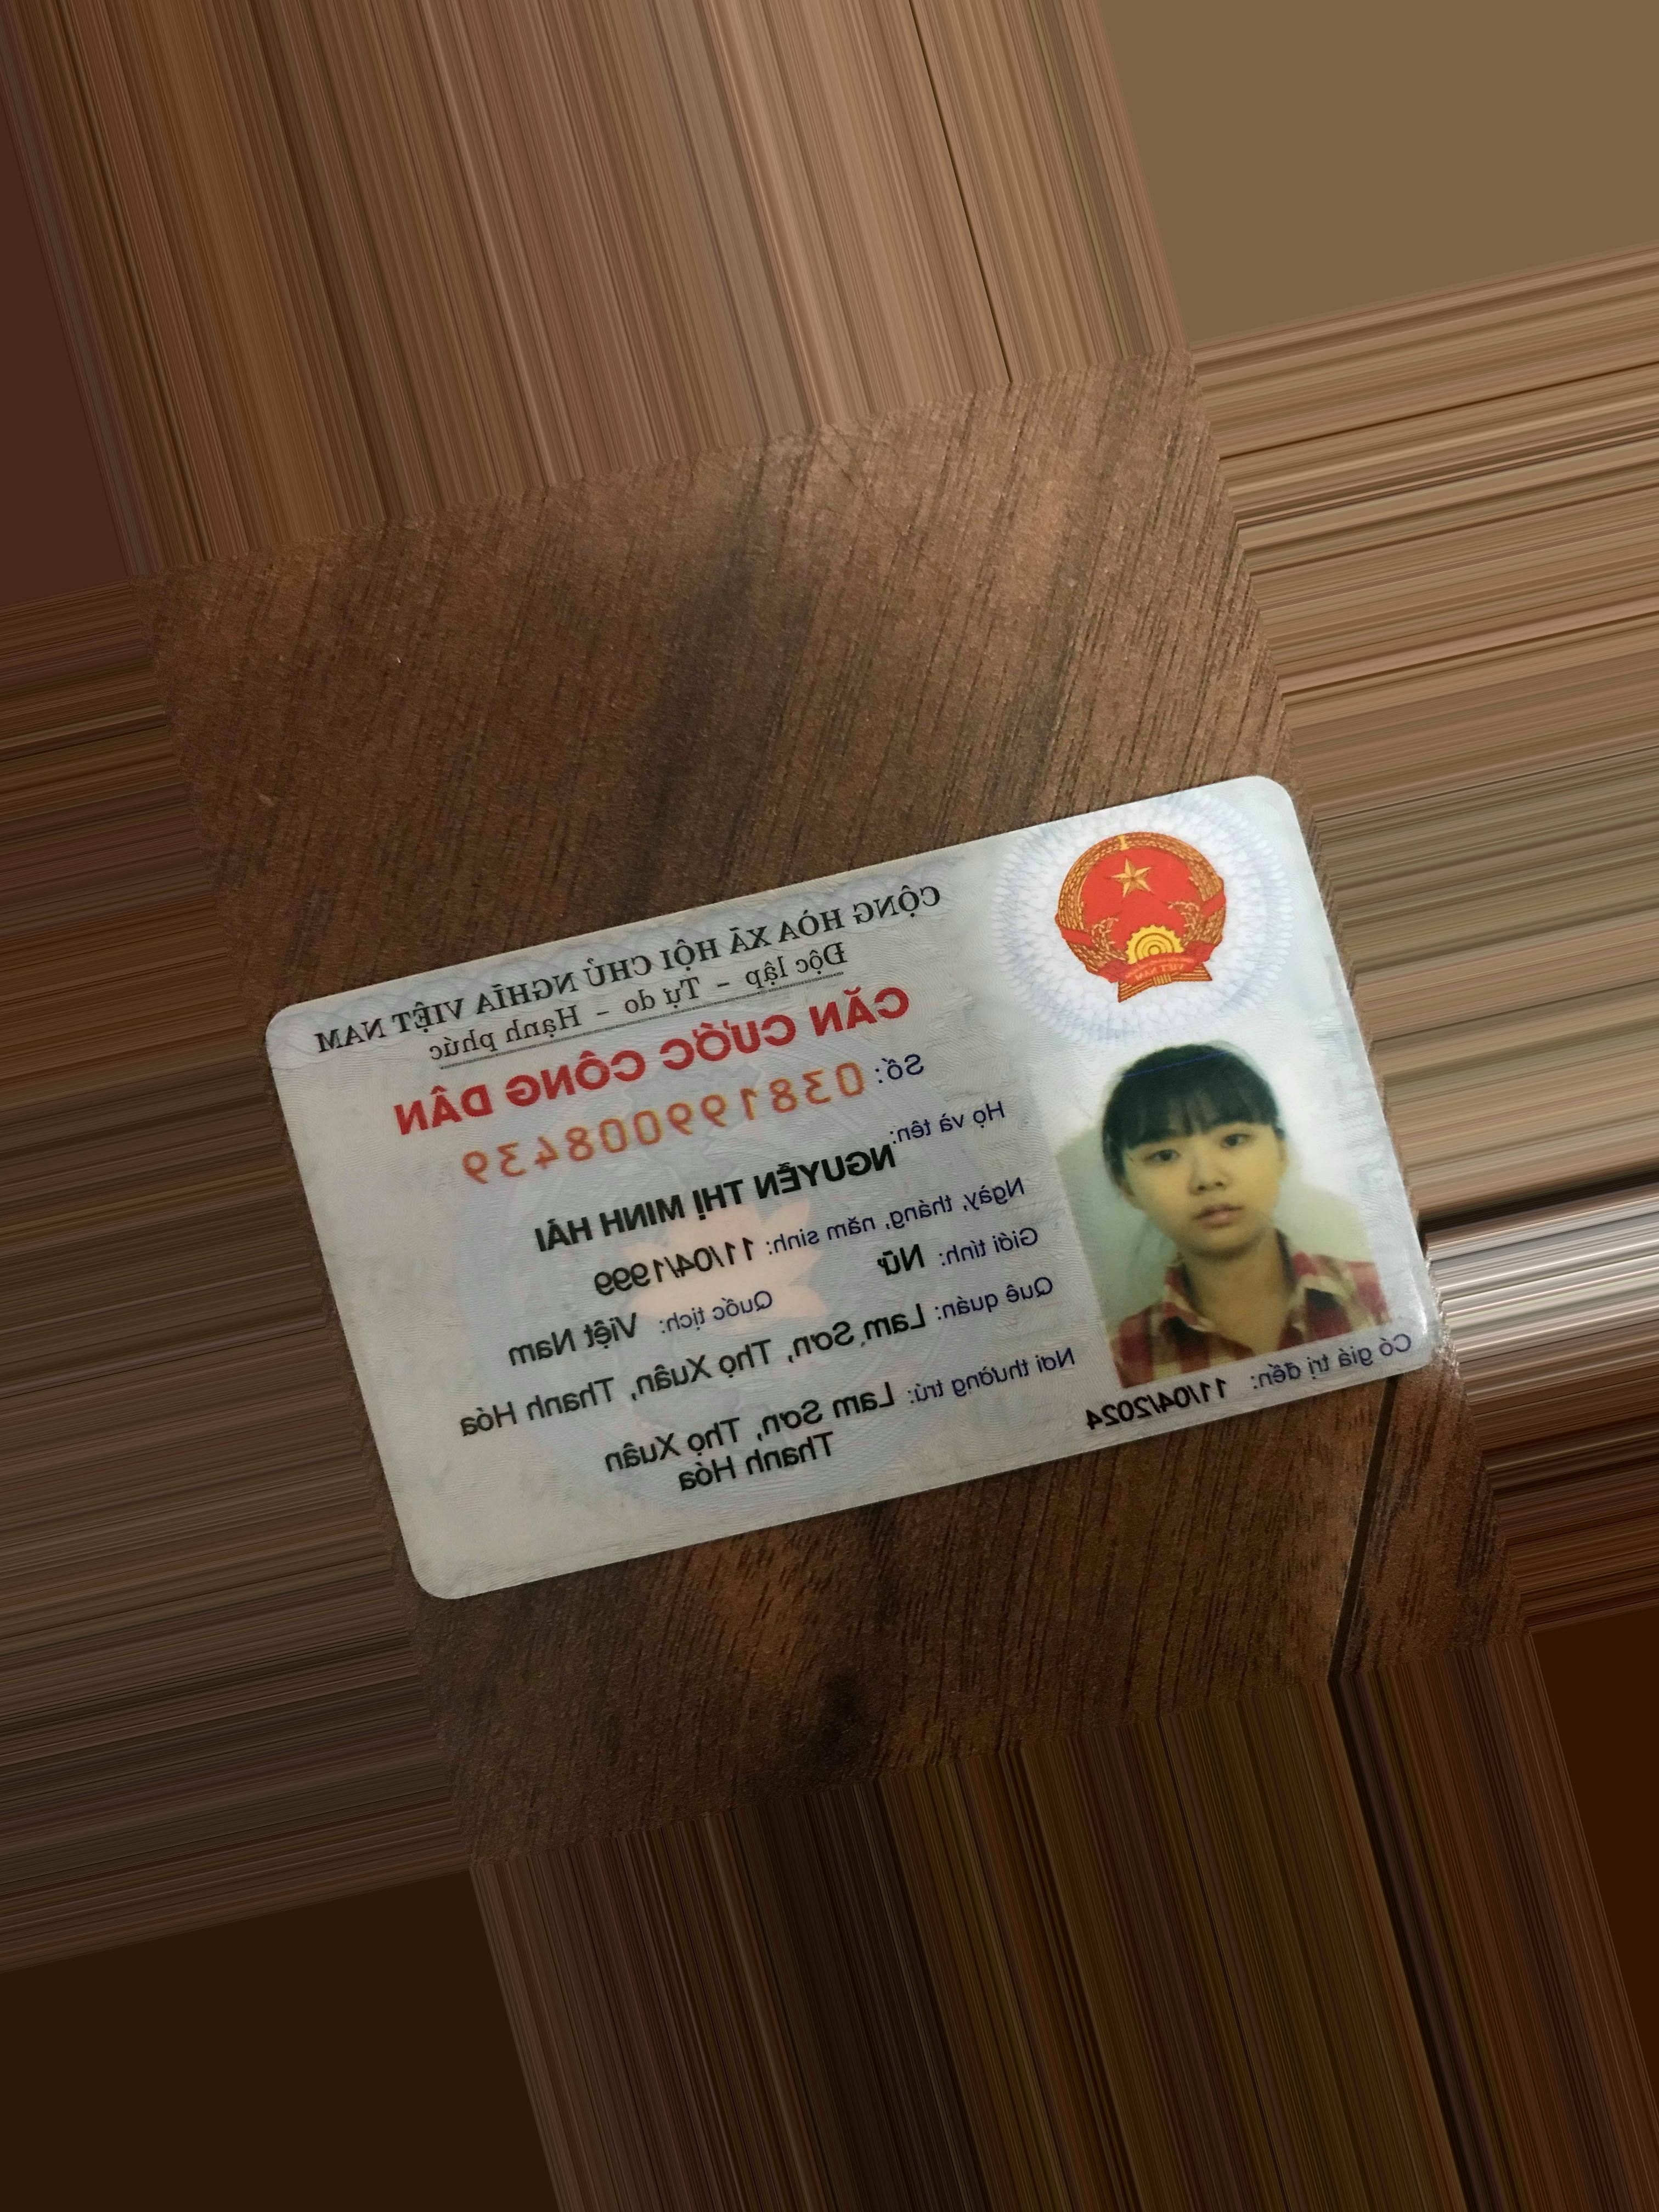 CỘNG HÒA XÃ HỘI CHỦ NGHĨA VIỆT NAM
Độc lập - Tự do - Hạnh phúc
CĂN CƯỚC CÔNG DÂN
Số: 038199008439
Họ và tên: NGUYỄN THỊ MINH HẢI
Ngày, tháng, năm sinh: 11/04/1999
Giới tính: Nữ Quốc tịch: Việt Nam
Quê quán: Lam Sơn, Thọ Xuân, Thanh Hóa
Nơi thường trú: Lam Sơn, Thọ Xuân
Thanh Hóa
Có giá trị đến: 11/04/2024
VIỆT NAM